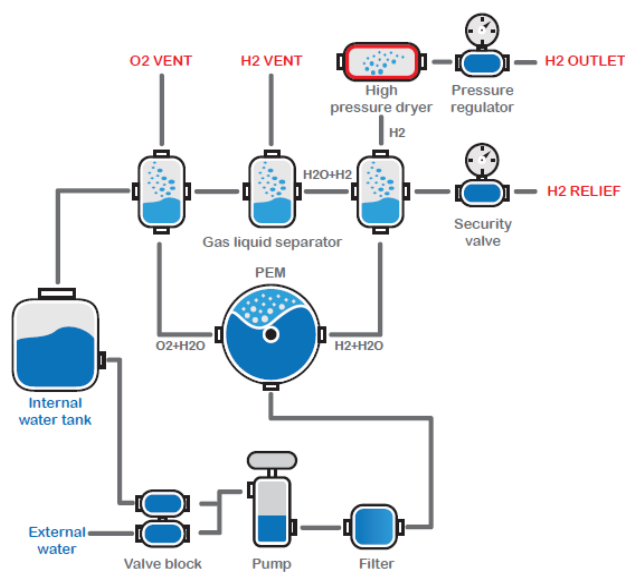 O2 VENT
H2 VENT
H2 OUTLET
High
pressure dryer
Pressure
regulator
H2
H2O+H2
H2 RELIEF
Gas liquid separator
Security
valve
PEM
O2+H2O
H2+H2O
Internal
water tank
External
water
Valve block
Pump
Filter